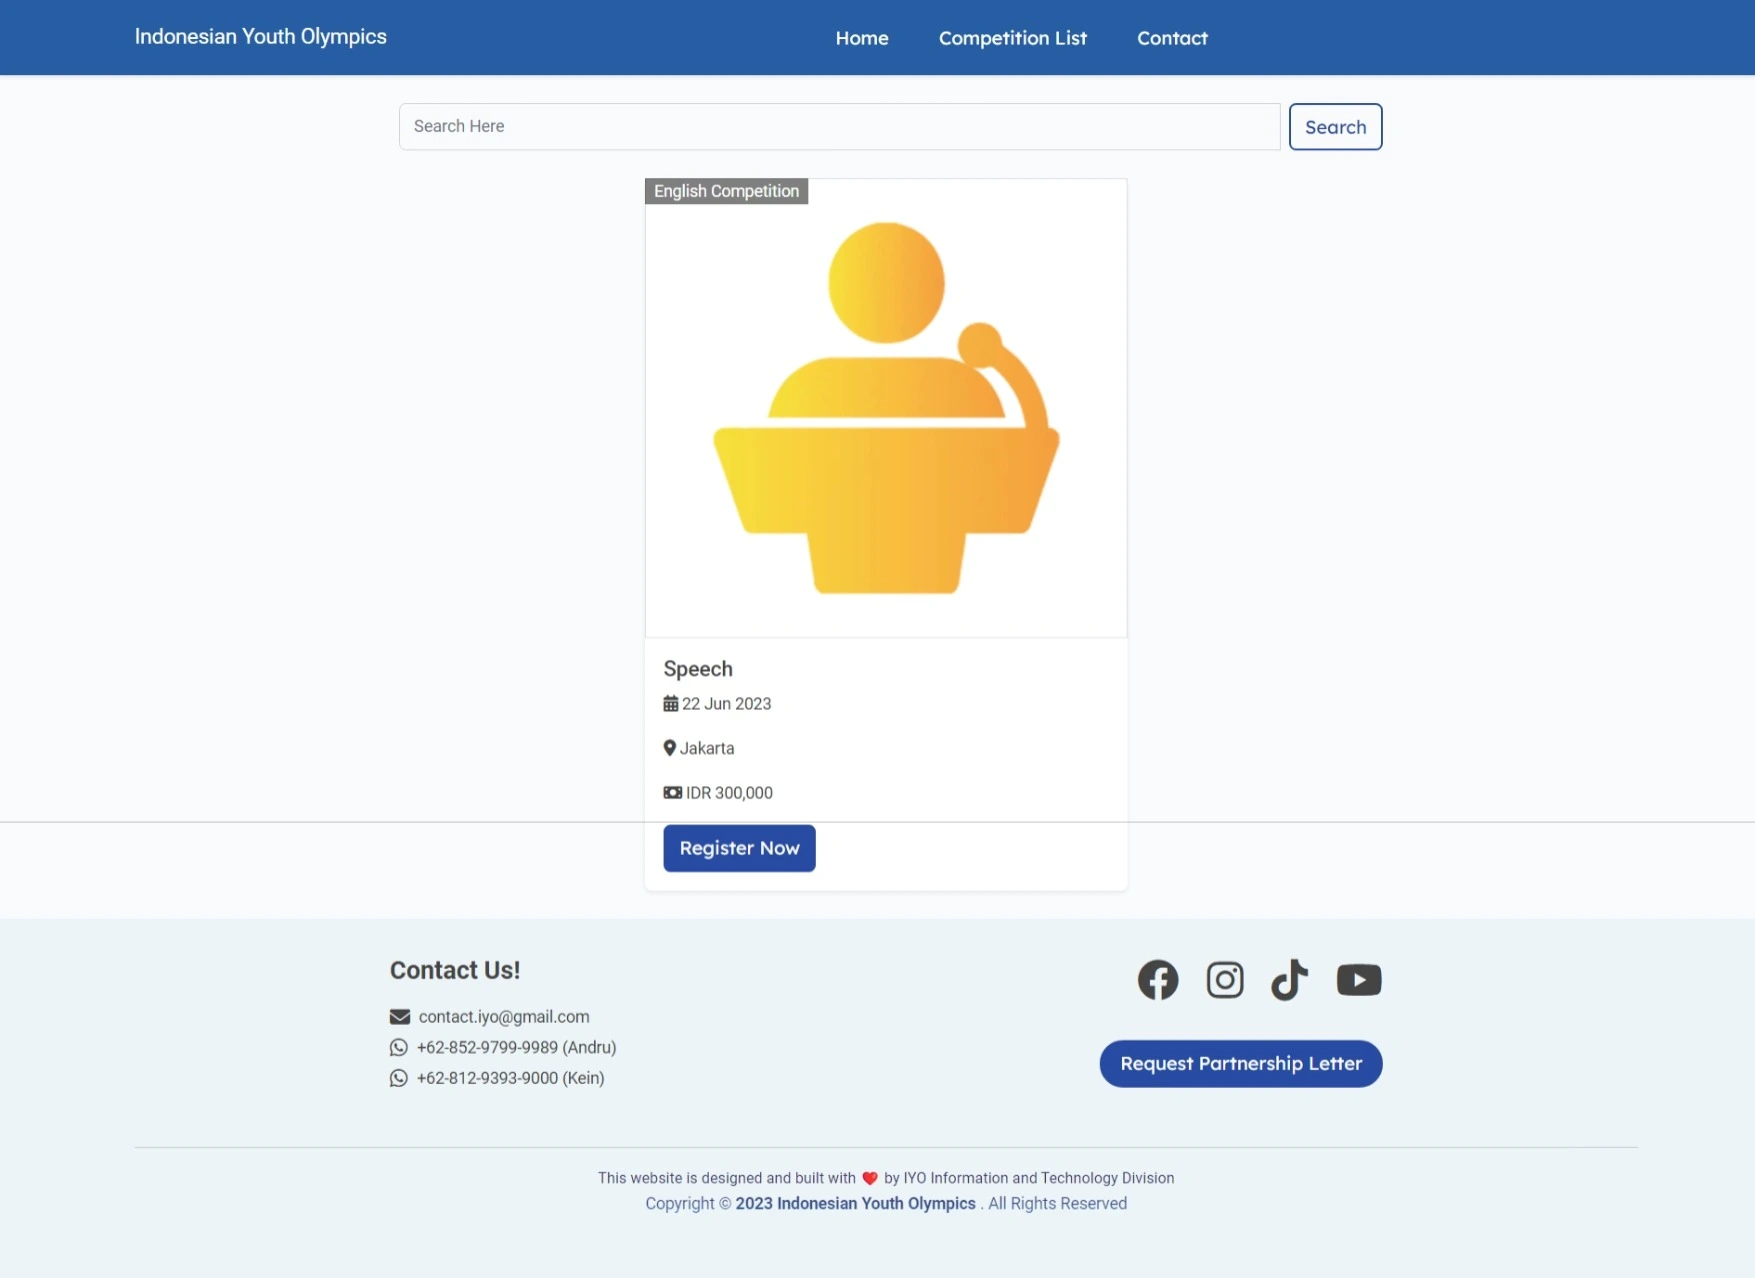 Indonesian Youth Olympics
Home
Competition List
Contact
Search Here
Search
English Competition
Speech
22 Jun 2023
Jakarta
IDR 300,000
Register Now
Contact Us!
contact.iyo@gmail.com
+62-852-9799-9989 (Andru)
+62-812-9393-9000 (Kein)
Request Partnership Letter
This website is designed and built with ❤️ by IYO Information and Technology Division
Copyright © 2023 Indonesian Youth Olympics . All Rights Reserved